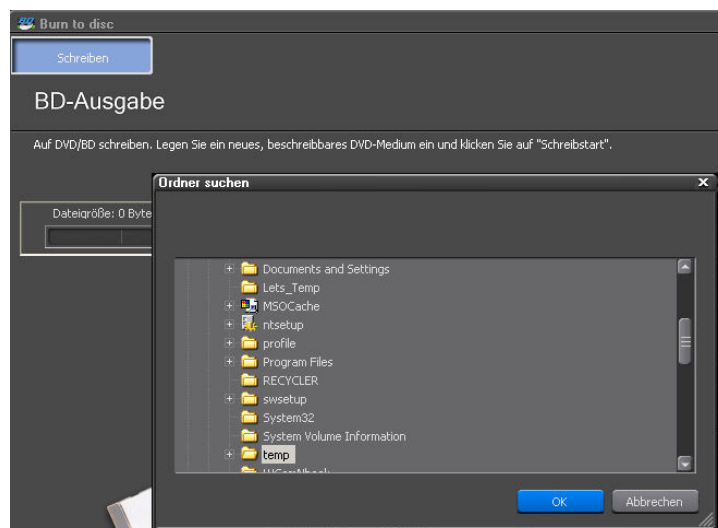 Burn to disc
Schreiben
BD-Ausgabe
Auf DVD/BD schreiben. Legen Sie ein neues, beschreibbares DVD-Medium ein und klicken Sie auf "Schreibstart".
Ordner suchen
Dateigröße: 0 Byte
Documents and Settings
Lets_Temp
MSOCache
ntsetup
profile
Program Files
RECYCLER
swsetup
System32
System Volume Information
temp
OK
Abbrechen